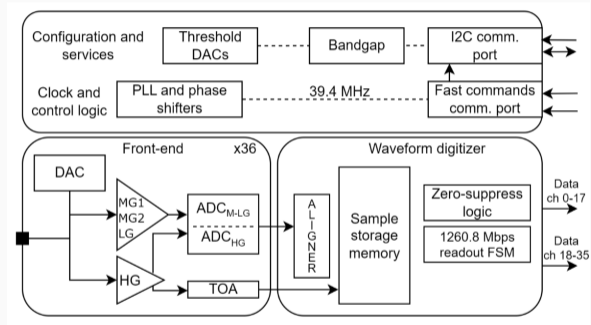 Configuration and
services
Threshold
DACs
Bandgap
I2C comm.
port
Clock and
control logic
PLL and phase
shifters
39.4 MHz
Fast commands
comm. port
Front-end
x36
Waveform digitizer
DAC
MG1
MG2
LG
ADCM-LG
ADCHG
HG
TOA
ALIGNER
Sample
storage
memory
Zero-suppress
logic
1260.8 Mbps
readout FSM
Data
ch 0-17
Data
ch 18-35